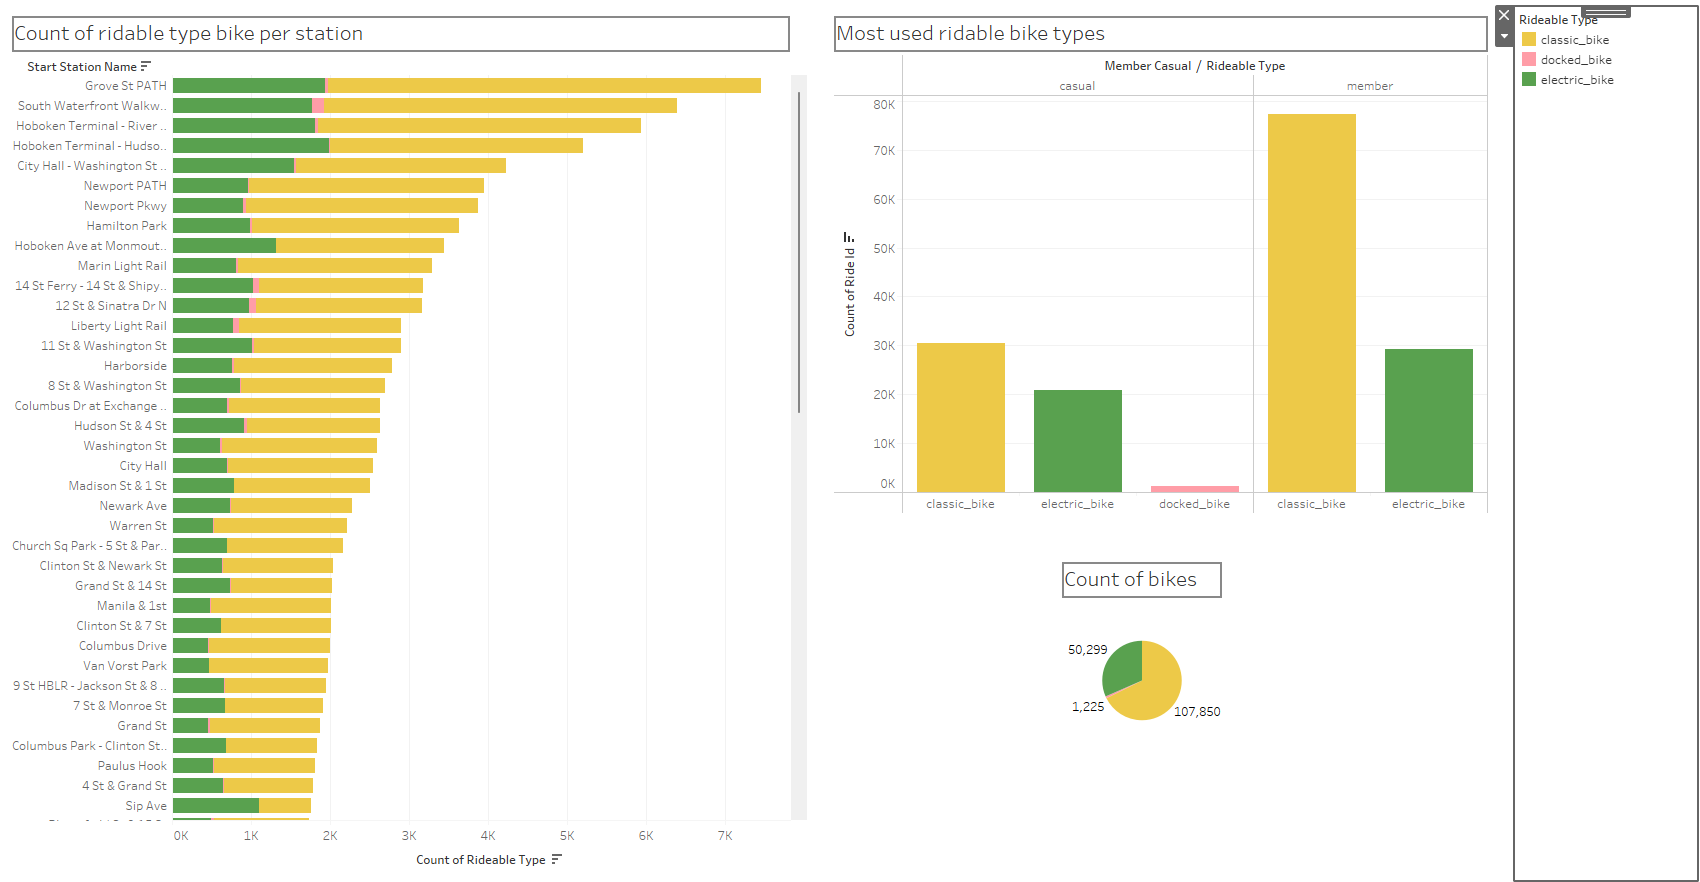 Count of ridable type bike per station
Start Station Name
Grove St PATH
South Waterfront Walkw..
Hoboken Terminal - River ..
Hoboken Terminal - Hudso..
City Hall - Washington St ..
Newport PATH
Newport Pkwy
Hamilton Park
Hoboken Ave at Monmout..
Marin Light Rail
14 St Ferry - 14 St & Shipy..
12 St & Sinatra Dr N
Liberty Light Rail
11 St & Washington St
Harborside
8 St & Washington St
Columbus Dr at Exchange ..
Hudson St & 4 St
Washington St
City Hall
Madison St & 1 St
Newark Ave
Warren St
Church Sq Park - 5 St & Par..
Clinton St & Newark St
Grand St & 14 St
Manila & 1st
Clinton St & 7 St
Columbus Drive
Van Vorst Park
9 St HBLR - Jackson St & 8 ..
7 St & Monroe St
Grand St
Columbus Park - Clinton St..
Paulus Hook
4 St & Grand St
Sip Ave
0K 1K 2K 3K 4K 5K 6K 7K
Count of Rideable Type
Most used ridable bike types
Member Casual / Rideable Type
casual member
80K
70K
60K
50K
40K
30K
20K
10K
0K
Count of Ride Id
classic_bike electric_bike docked_bike classic_bike electric_bike
Count of bikes
50,299
1,225
107,850
Rideable Type
classic_bike
docked_bike
electric_bike